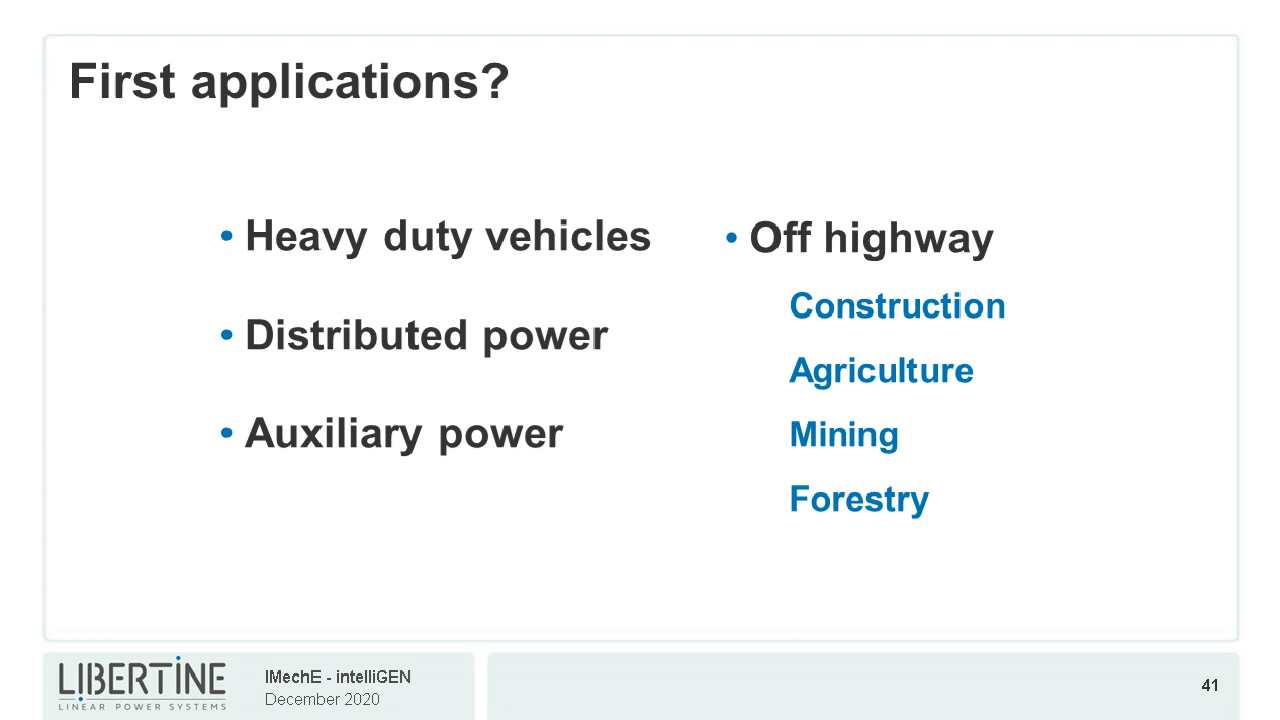 First applications?
• Heavy duty vehicles
• Distributed power
• Auxiliary power
• Off highway
Construction
Agriculture
Mining
Forestry
LIBERTINE
LINEAR POWER SYSTEMS
IMechE - intelliGEN
December 2020
41